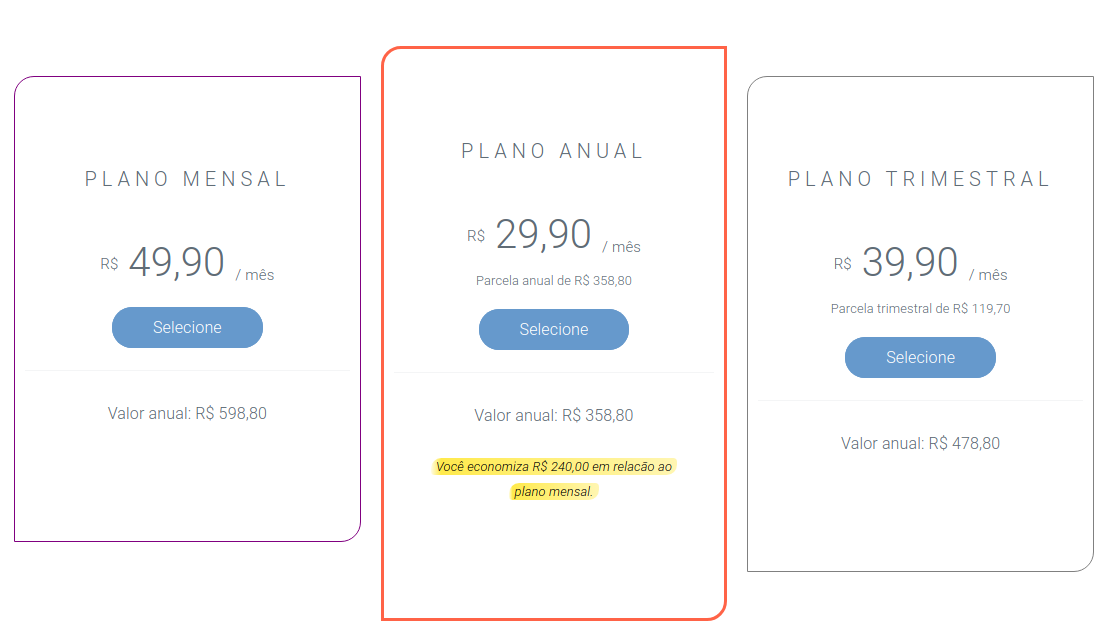 PLANO MENSAL
R$ 49,90 / mês
Selecione
Valor anual: R$ 598,80
PLANO ANUAL
R$ 29,90 / mês
Parcela anual de R$ 358,80
Selecione
Valor anual: R$ 358,80
Você economiza R$ 240,00 em relacão ao
plano mensal.
PLANO TRIMESTRAL
R$ 39,90 / mês
Parcela trimestral de R$ 119,70
Selecione
Valor anual: R$ 478,80